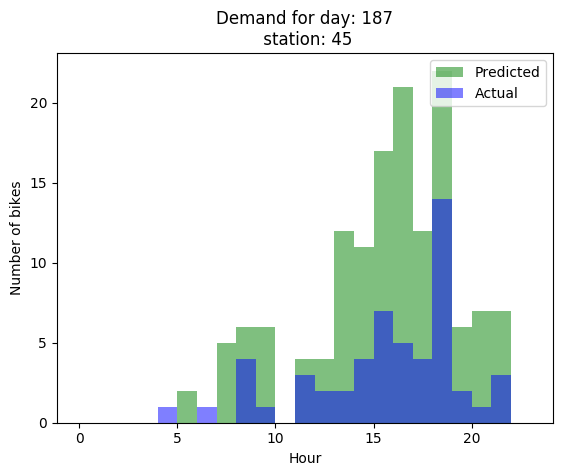 Demand for day: 187
station: 45
Predicted
Actual
Number of bikes
20
15
10
5
0
0
5
10
15
20
Hour